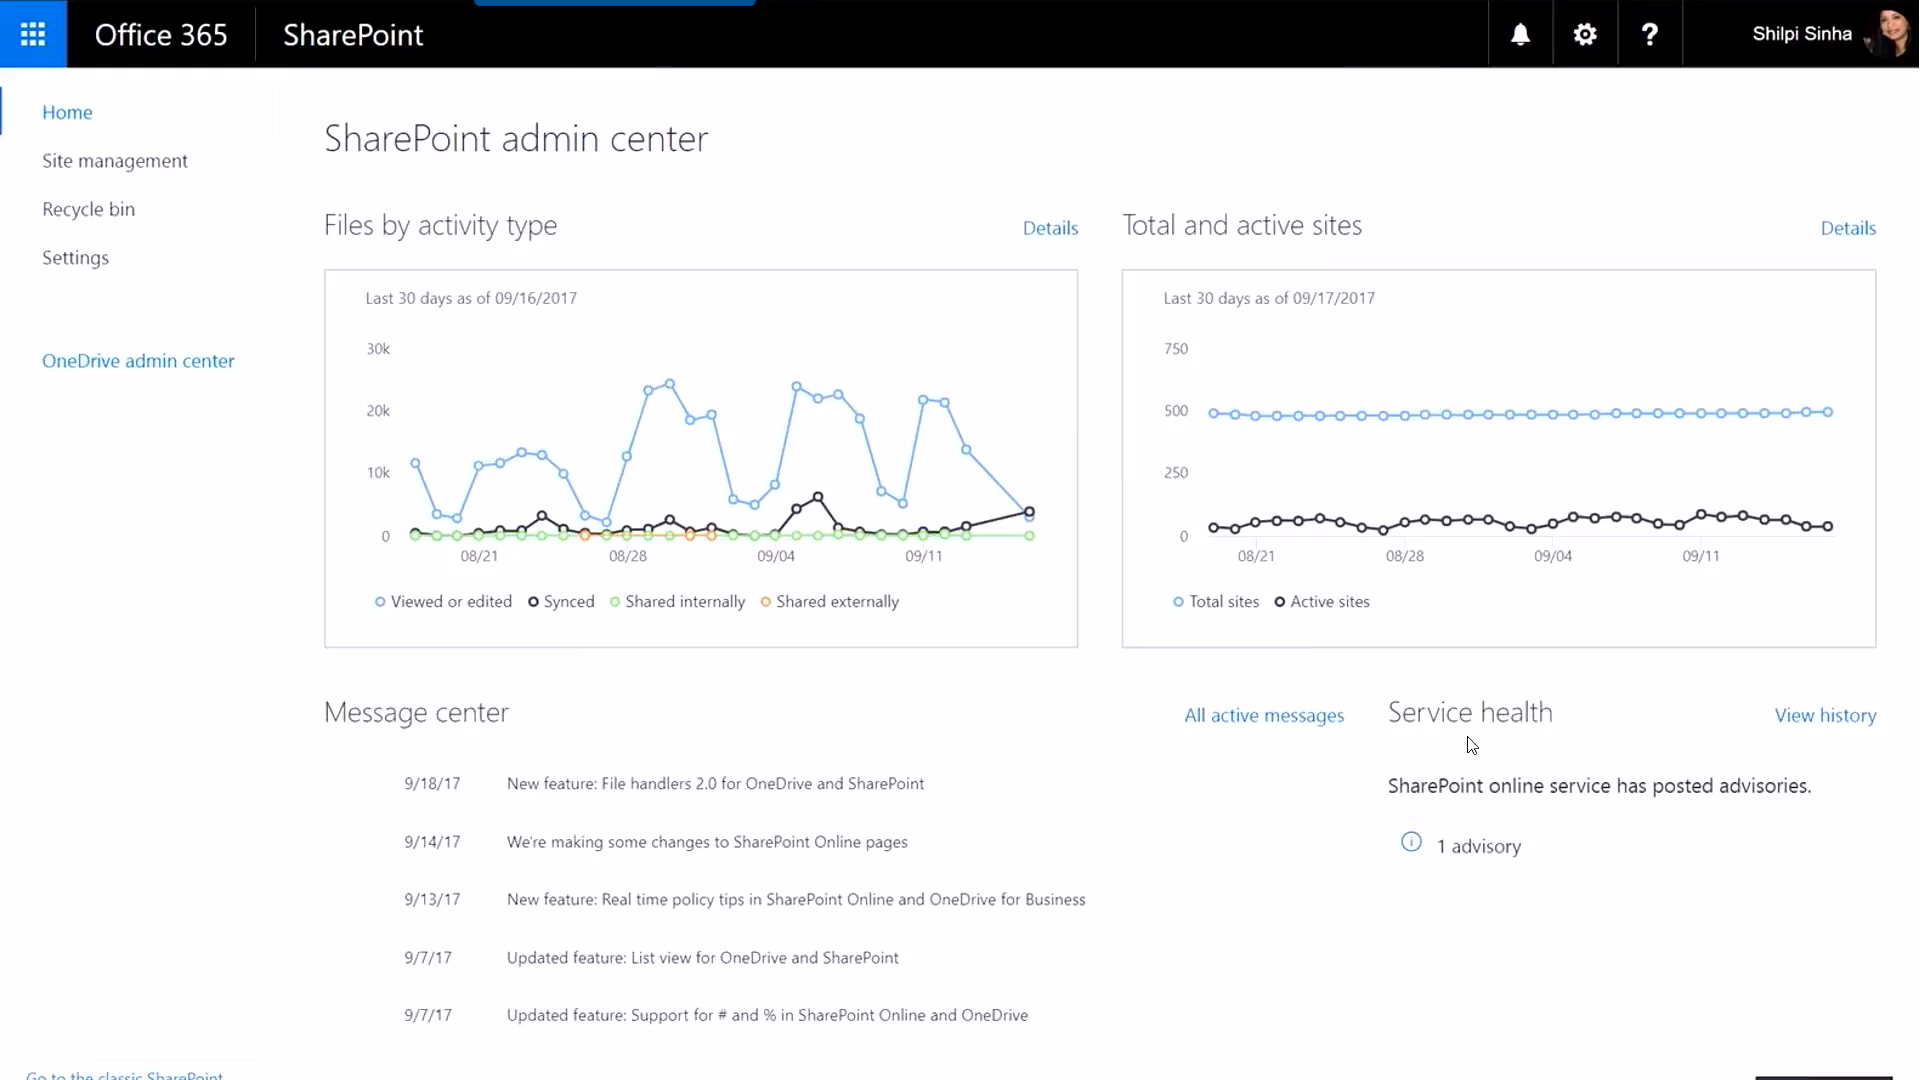 Office 365
SharePoint
?
Shilpi Sinha
Home
Site management
Recycle bin
Settings
OneDrive admin center
SharePoint admin center
Files by activity type
Details
Last 30 days as of 09/16/2017
30k
20k
10k
0
08/21 08/28 09/04 09/11
Viewed or edited Synced Shared internally Shared externally
Total and active sites
Details
Last 30 days as of 09/17/2017
750
500
250
0
08/21 08/28 09/04 09/11
Total sites Active sites
Message center
All active messages
9/18/17 New feature: File handlers 2.0 for OneDrive and SharePoint
9/14/17 We're making some changes to SharePoint Online pages
9/13/17 New feature: Real time policy tips in SharePoint Online and OneDrive for Business
9/7/17 Updated feature: List view for OneDrive and SharePoint
9/7/17 Updated feature: Support for # and % in SharePoint Online and OneDrive
Service health
View history
SharePoint online service has posted advisories.
1 advisory
Go to the classic SharePoint